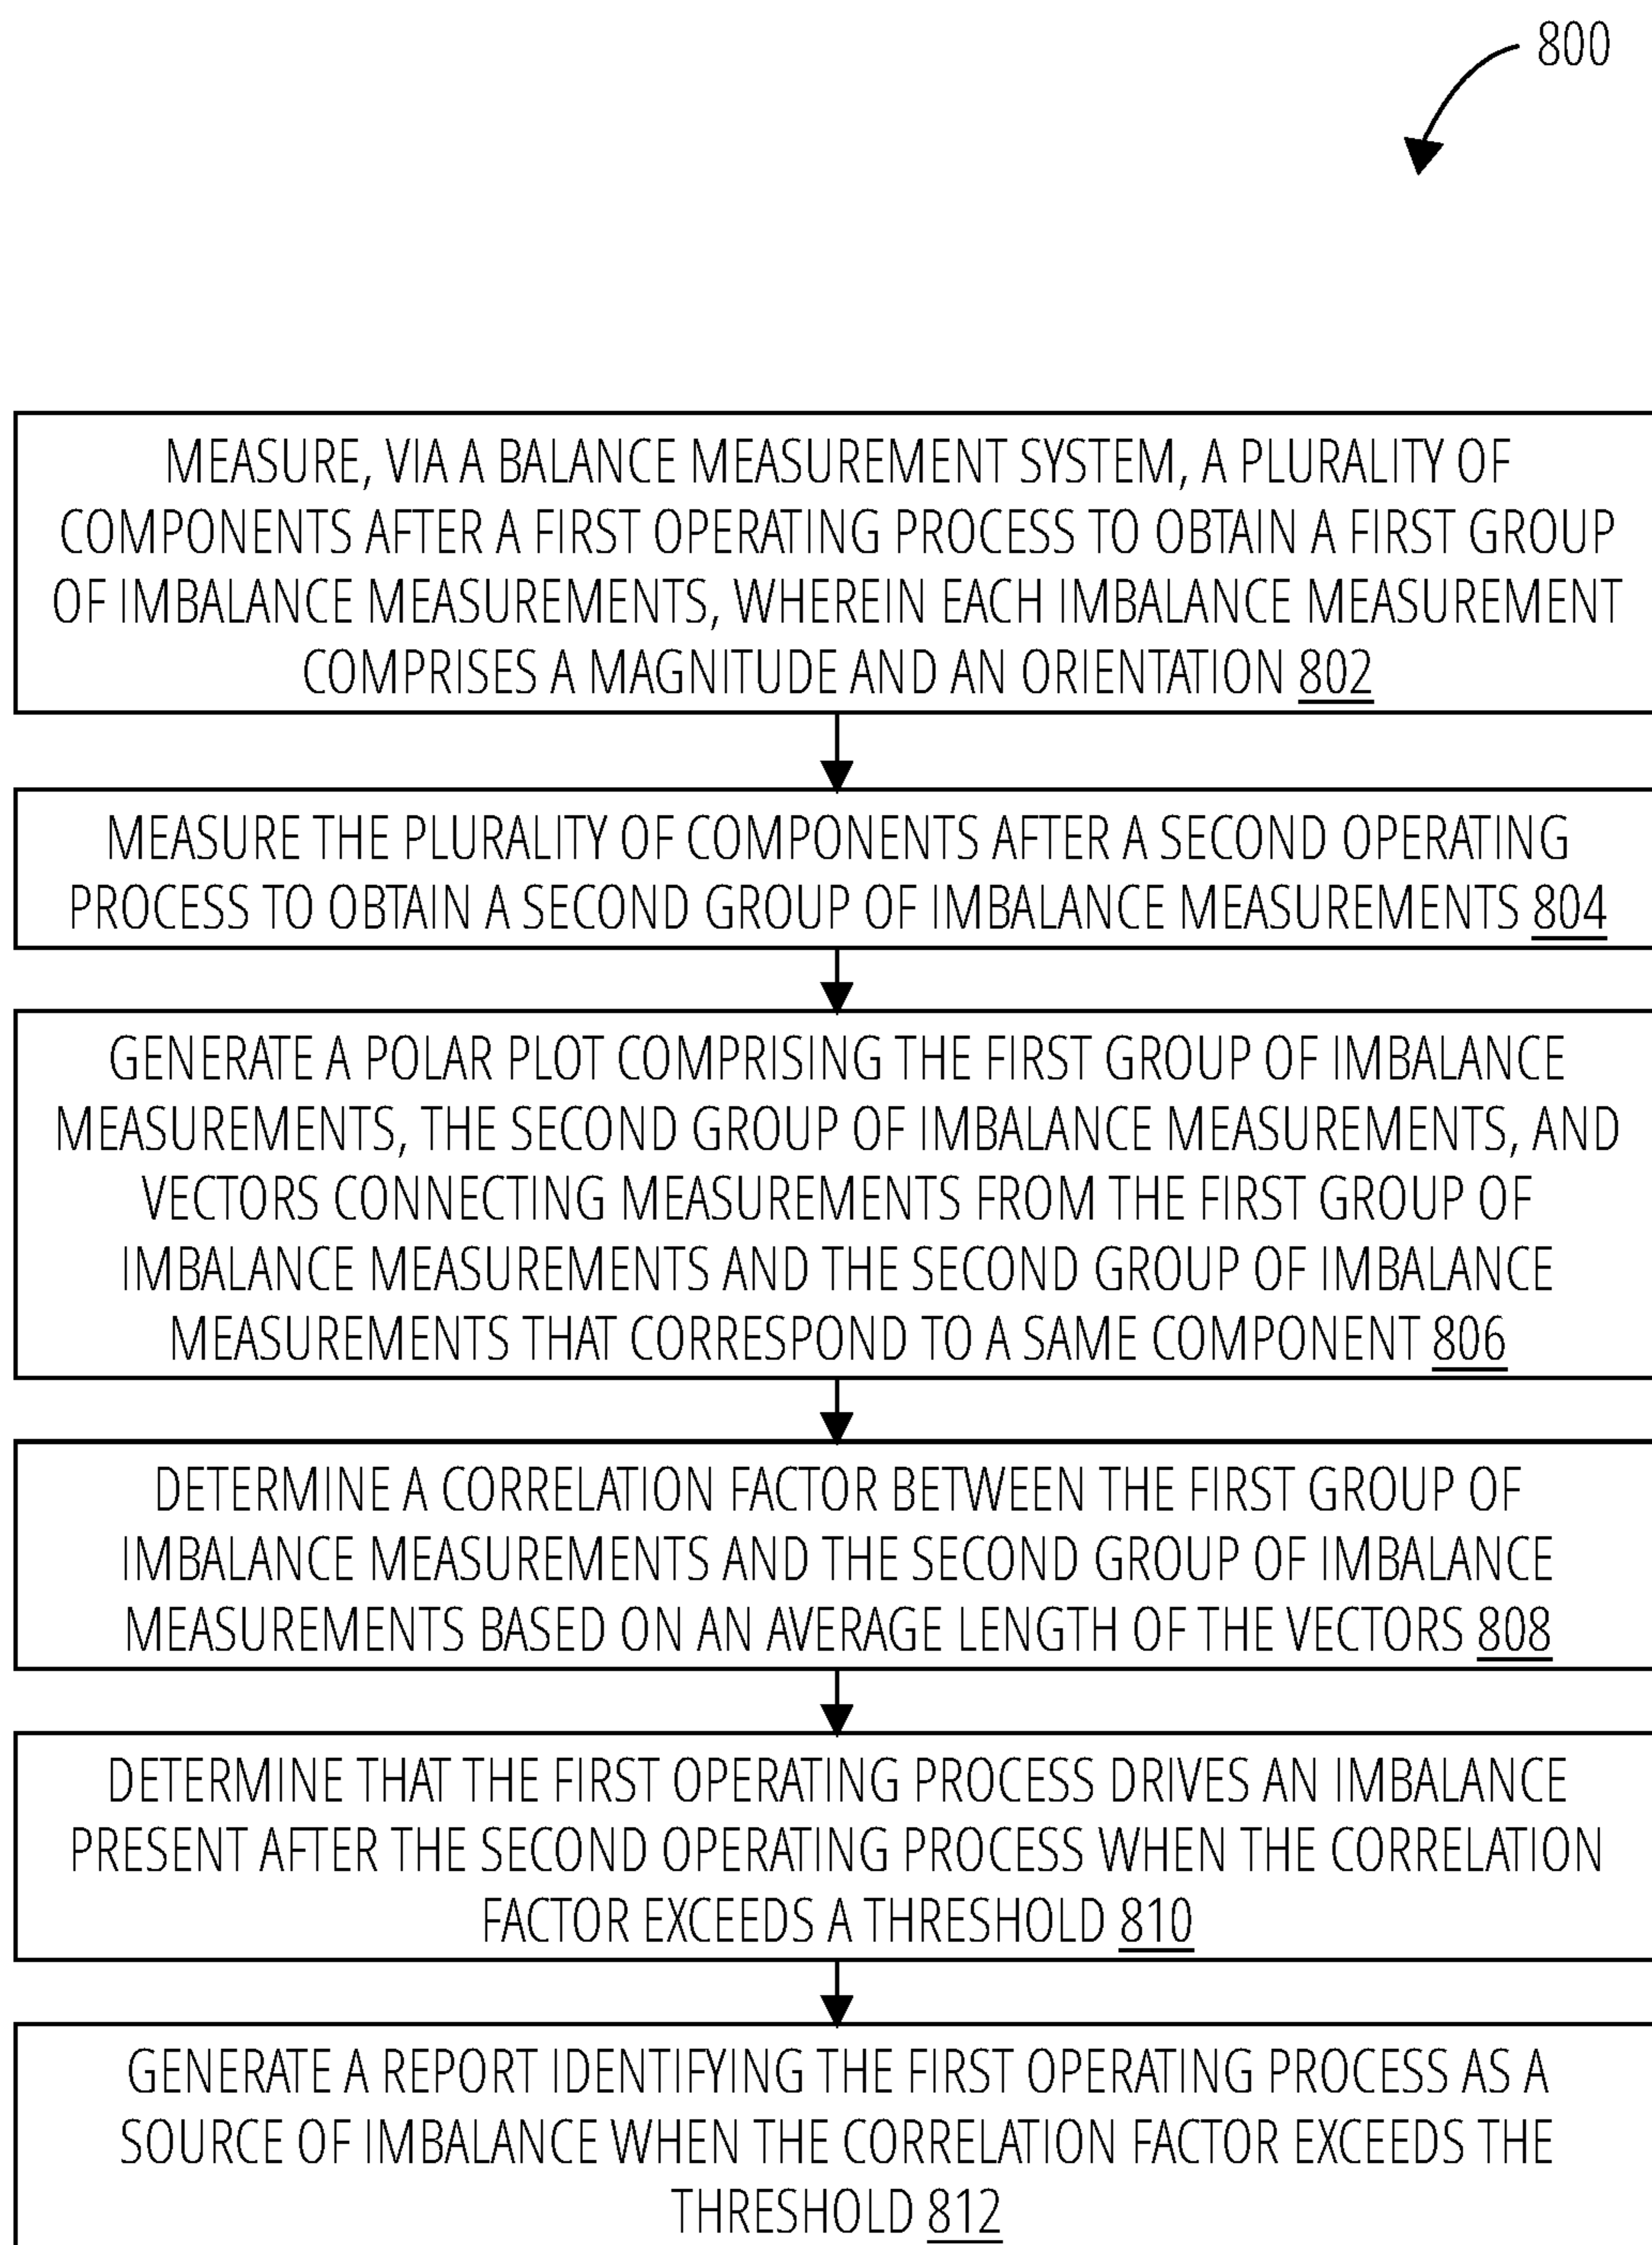 800
MEASURE, VIA A BALANCE MEASUREMENT SYSTEM, A PLURALITY OF
COMPONENTS AFTER A FIRST OPERATING PROCESS TO OBTAIN A FIRST GROUP
OF IMBALANCE MEASUREMENTS, WHEREIN EACH IMBALANCE MEASUREMENT
COMPRISES A MAGNITUDE AND AN ORIENTATION 802
MEASURE THE PLURALITY OF COMPONENTS AFTER A SECOND OPERATING
PROCESS TO OBTAIN A SECOND GROUP OF IMBALANCE MEASUREMENTS 804
GENERATE A POLAR PLOT COMPRISING THE FIRST GROUP OF IMBALANCE
MEASUREMENTS, THE SECOND GROUP OF IMBALANCE MEASUREMENTS, AND
VECTORS CONNECTING MEASUREMENTS FROM THE FIRST GROUP OF
IMBALANCE MEASUREMENTS AND THE SECOND GROUP OF IMBALANCE
MEASUREMENTS THAT CORRESPOND TO A SAME COMPONENT 806
DETERMINE A CORRELATION FACTOR BETWEEN THE FIRST GROUP OF
IMBALANCE MEASUREMENTS AND THE SECOND GROUP OF IMBALANCE
MEASUREMENTS BASED ON AN AVERAGE LENGTH OF THE VECTORS 808
DETERMINE THAT THE FIRST OPERATING PROCESS DRIVES AN IMBALANCE
PRESENT AFTER THE SECOND OPERATING PROCESS WHEN THE CORRELATION
FACTOR EXCEEDS A THRESHOLD 810
GENERATE A REPORT IDENTIFYING THE FIRST OPERATING PROCESS AS A
SOURCE OF IMBALANCE WHEN THE CORRELATION FACTOR EXCEEDS THE
THRESHOLD 812